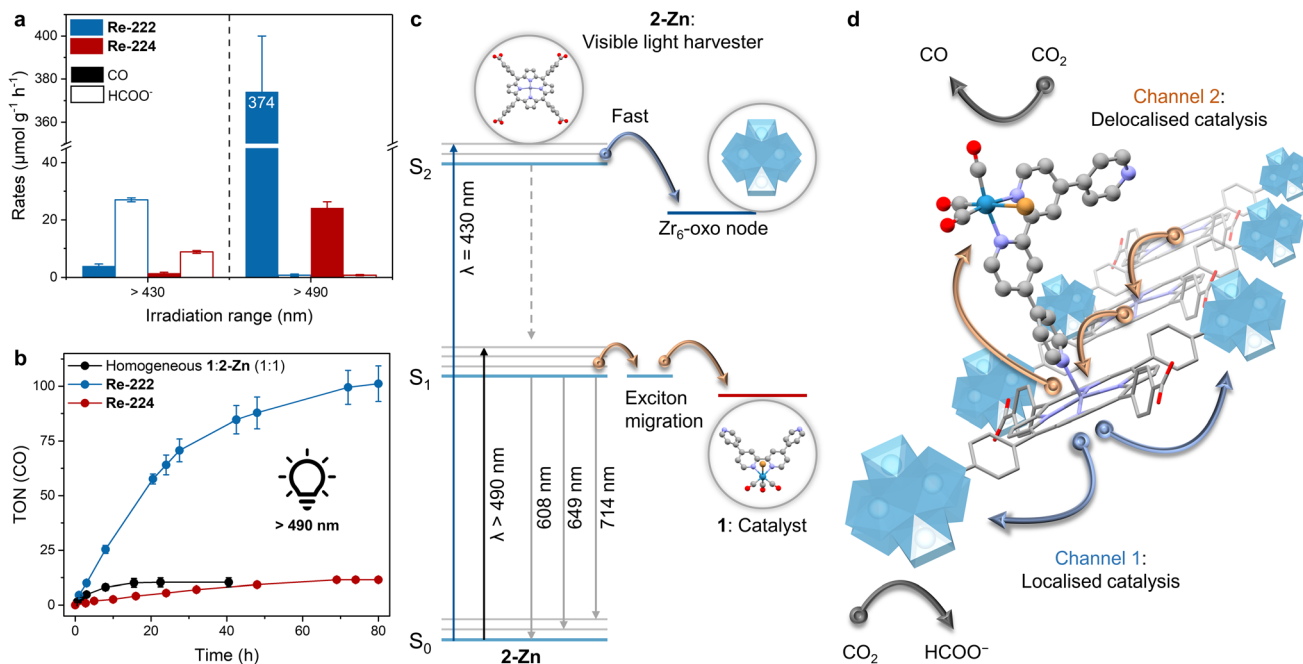 a
Re-222
Re-224
CO
HCOO⁻
Rates (μmol g⁻¹ h⁻¹)
400
380
360
40
20
0
374
> 430
> 490
Irradiation range (nm)
b
Homogeneous 1:2-Zn (1:1)
Re-222
Re-224
TON (CO)
100
75
50
25
0
> 490 nm
0
20
40
60
80
Time (h)
c
2-Zn:
Visible light harvester
Fast
S₂
Zr₆-oxo node
λ = 430 nm
S₁
Exciton
migration
λ > 490 nm
608 nm
649 nm
714 nm
1: Catalyst
S₀
2-Zn
d
CO
CO₂
Channel 2:
Delocalised catalysis
Channel 1:
Localised catalysis
CO₂
HCOO⁻